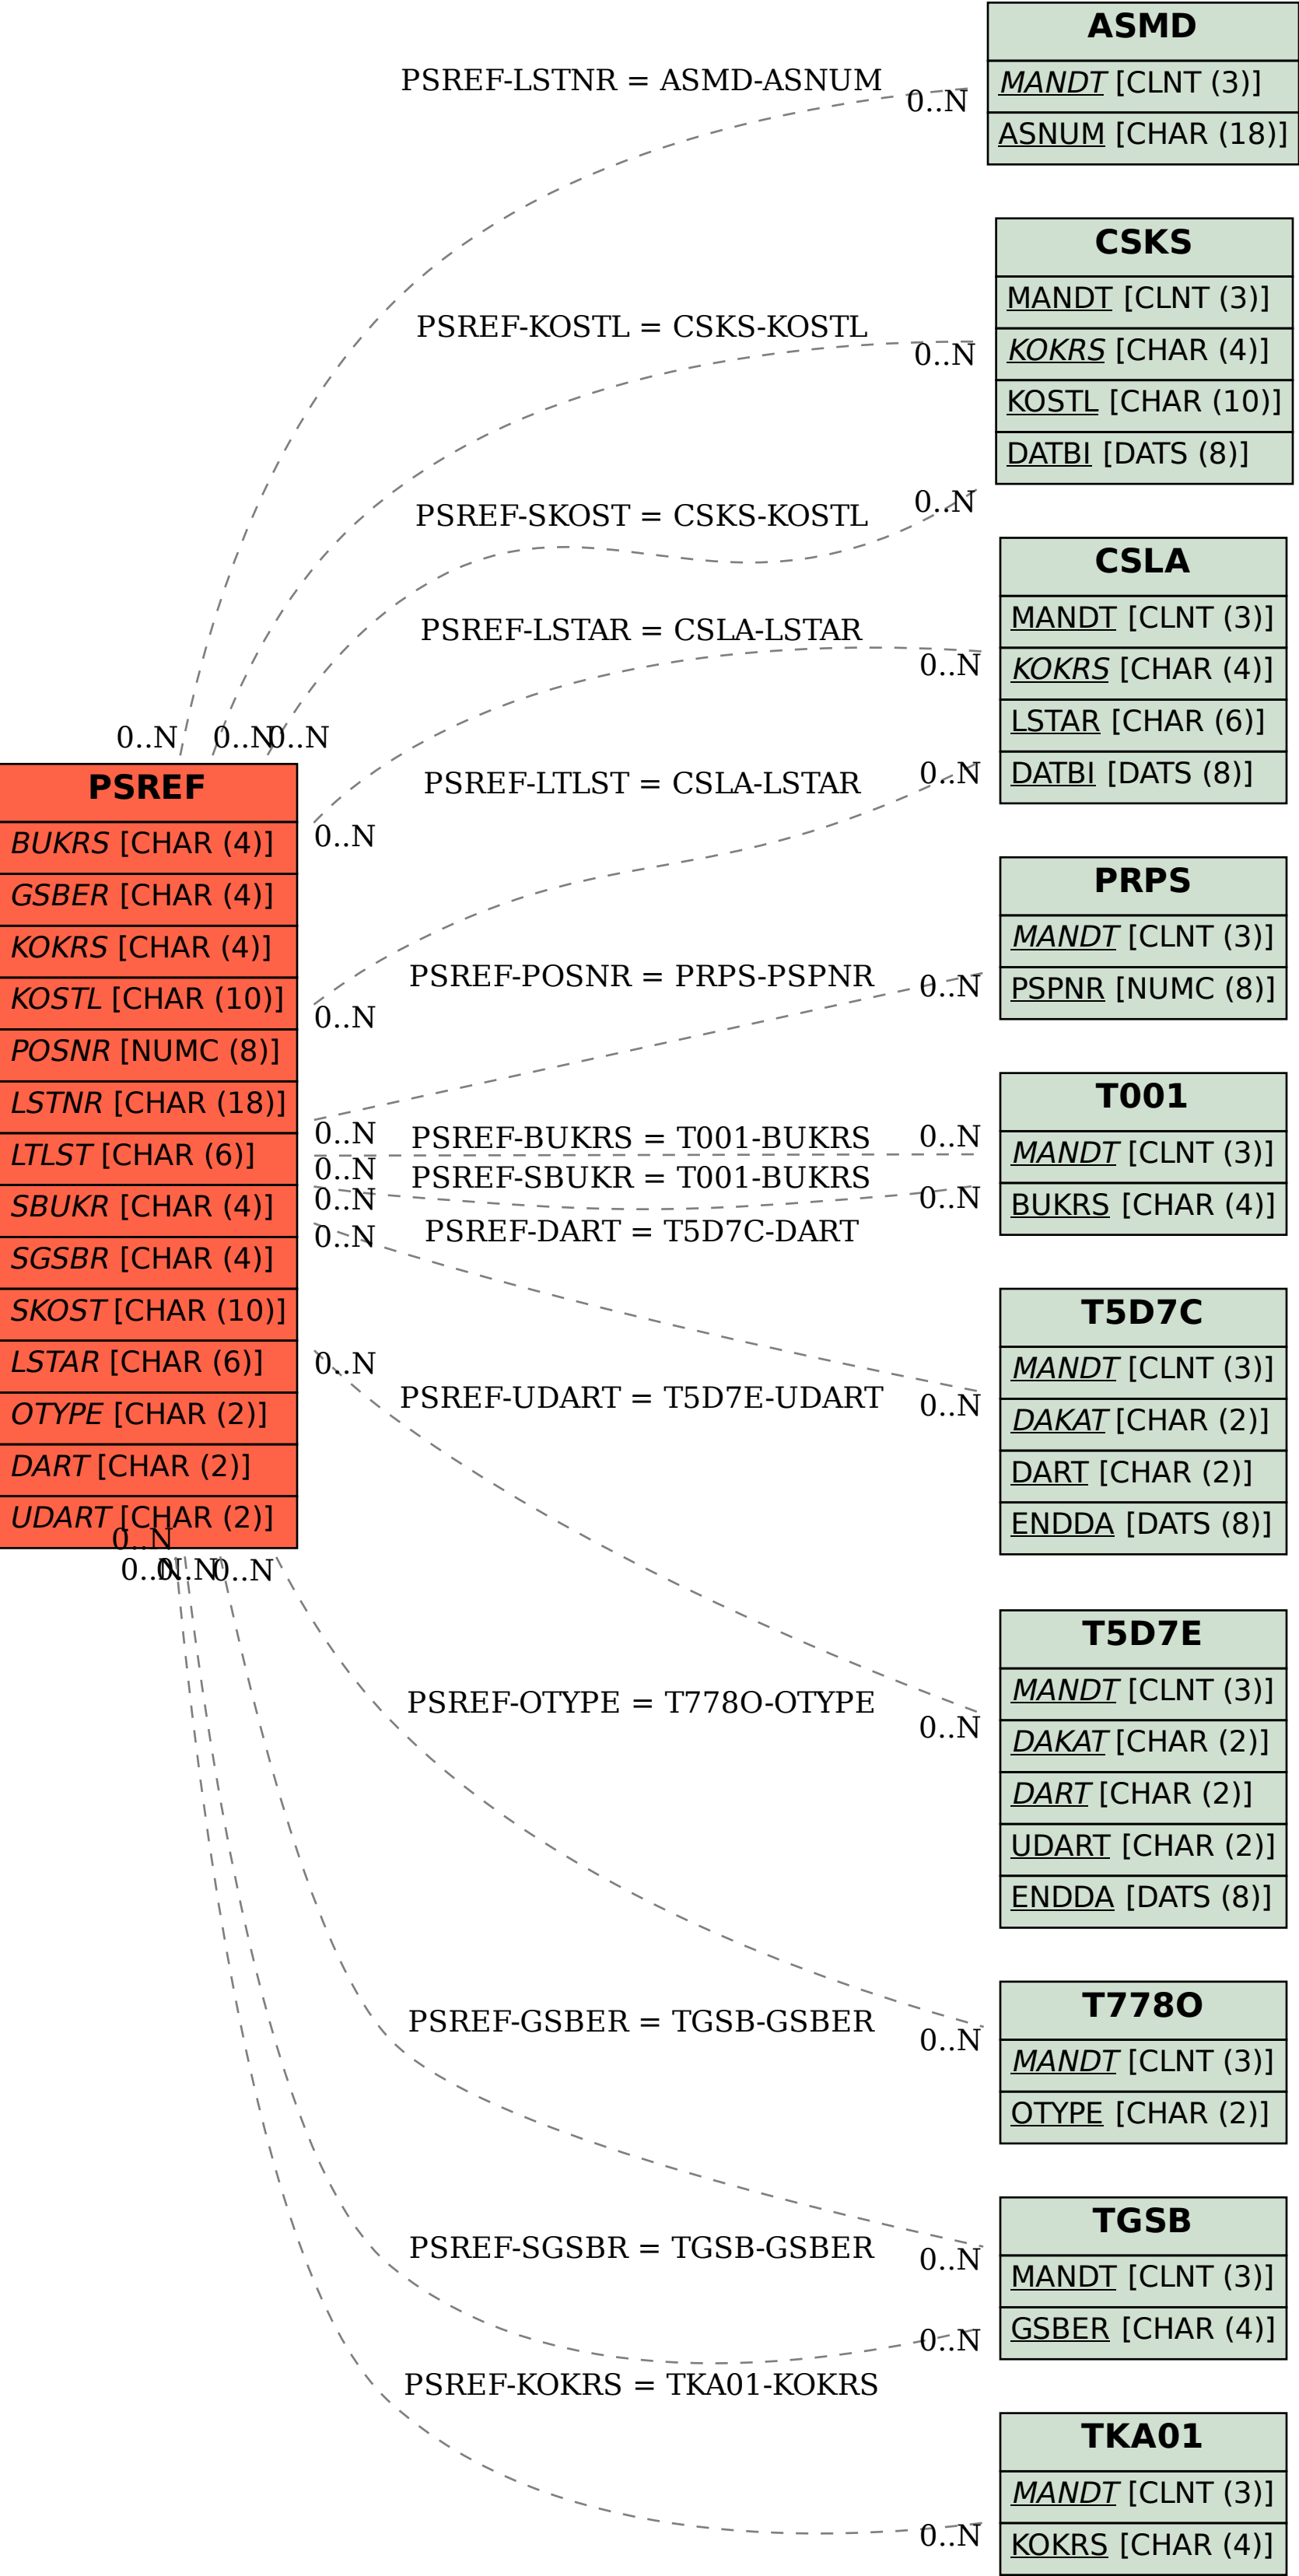 ASMD
MANDT [CLNT (3)]
ASNUM [CHAR (18)]
PSREF-LSTNR = ASMD-ASNUM
0..N
CSKS
MANDT [CLNT (3)]
KOKRS [CHAR (4)]
KOSTL [CHAR (10)]
DATBI [DATS (8)]
PSREF-KOSTL = CSKS-KOSTL
0..N
PSREF-SKOST = CSKS-KOSTL
0..N
CSLA
MANDT [CLNT (3)]
KOKRS [CHAR (4)]
LSTAR [CHAR (6)]
DATBI [DATS (8)]
PSREF-LSTAR = CSLA-LSTAR
0..N
0..N 0..N 0..N
PSREF-LTLST = CSLA-LSTAR
0..N
PSREF
BUKRS [CHAR (4)]
GSBER [CHAR (4)]
KOKRS [CHAR (4)]
KOSTL [CHAR (10)]
POSNR [NUMC (8)]
LSTNR [CHAR (18)]
LTLST [CHAR (6)]
SBUKR [CHAR (4)]
SGSBR [CHAR (4)]
SKOST [CHAR (10)]
LSTAR [CHAR (6)]
OTYPE [CHAR (2)]
DART [CHAR (2)]
UDART [CHAR (2)]
0..N
0..N
PRPS
MANDT [CLNT (3)]
PSPNR [NUMC (8)]
PSREF-POSNR = PRPS-PSPNR
0..N
0..N
T001
MANDT [CLNT (3)]
BUKRS [CHAR (4)]
PSREF-BUKRS = T001-BUKRS
0..N
0..N
PSREF-SBUKR = T001-BUKRS
0..N
0..N
PSREF-DART = T5D7C-DART
0..N
0..N
T5D7C
MANDT [CLNT (3)]
DAKAT [CHAR (2)]
DART [CHAR (2)]
ENDDA [DATS (8)]
0..N
PSREF-UDART = T5D7E-UDART
0..N
0..N 0..N 0..N 0..N
T5D7E
MANDT [CLNT (3)]
DAKAT [CHAR (2)]
DART [CHAR (2)]
UDART [CHAR (2)]
ENDDA [DATS (8)]
PSREF-OTYPE = T778O-OTYPE
0..N
T778O
MANDT [CLNT (3)]
OTYPE [CHAR (2)]
PSREF-GSBER = TGSB-GSBER
0..N
TGSB
MANDT [CLNT (3)]
GSBER [CHAR (4)]
PSREF-SGSBR = TGSB-GSBER
0..N
PSREF-KOKRS = TKA01-KOKRS
0..N
TKA01
MANDT [CLNT (3)]
KOKRS [CHAR (4)]